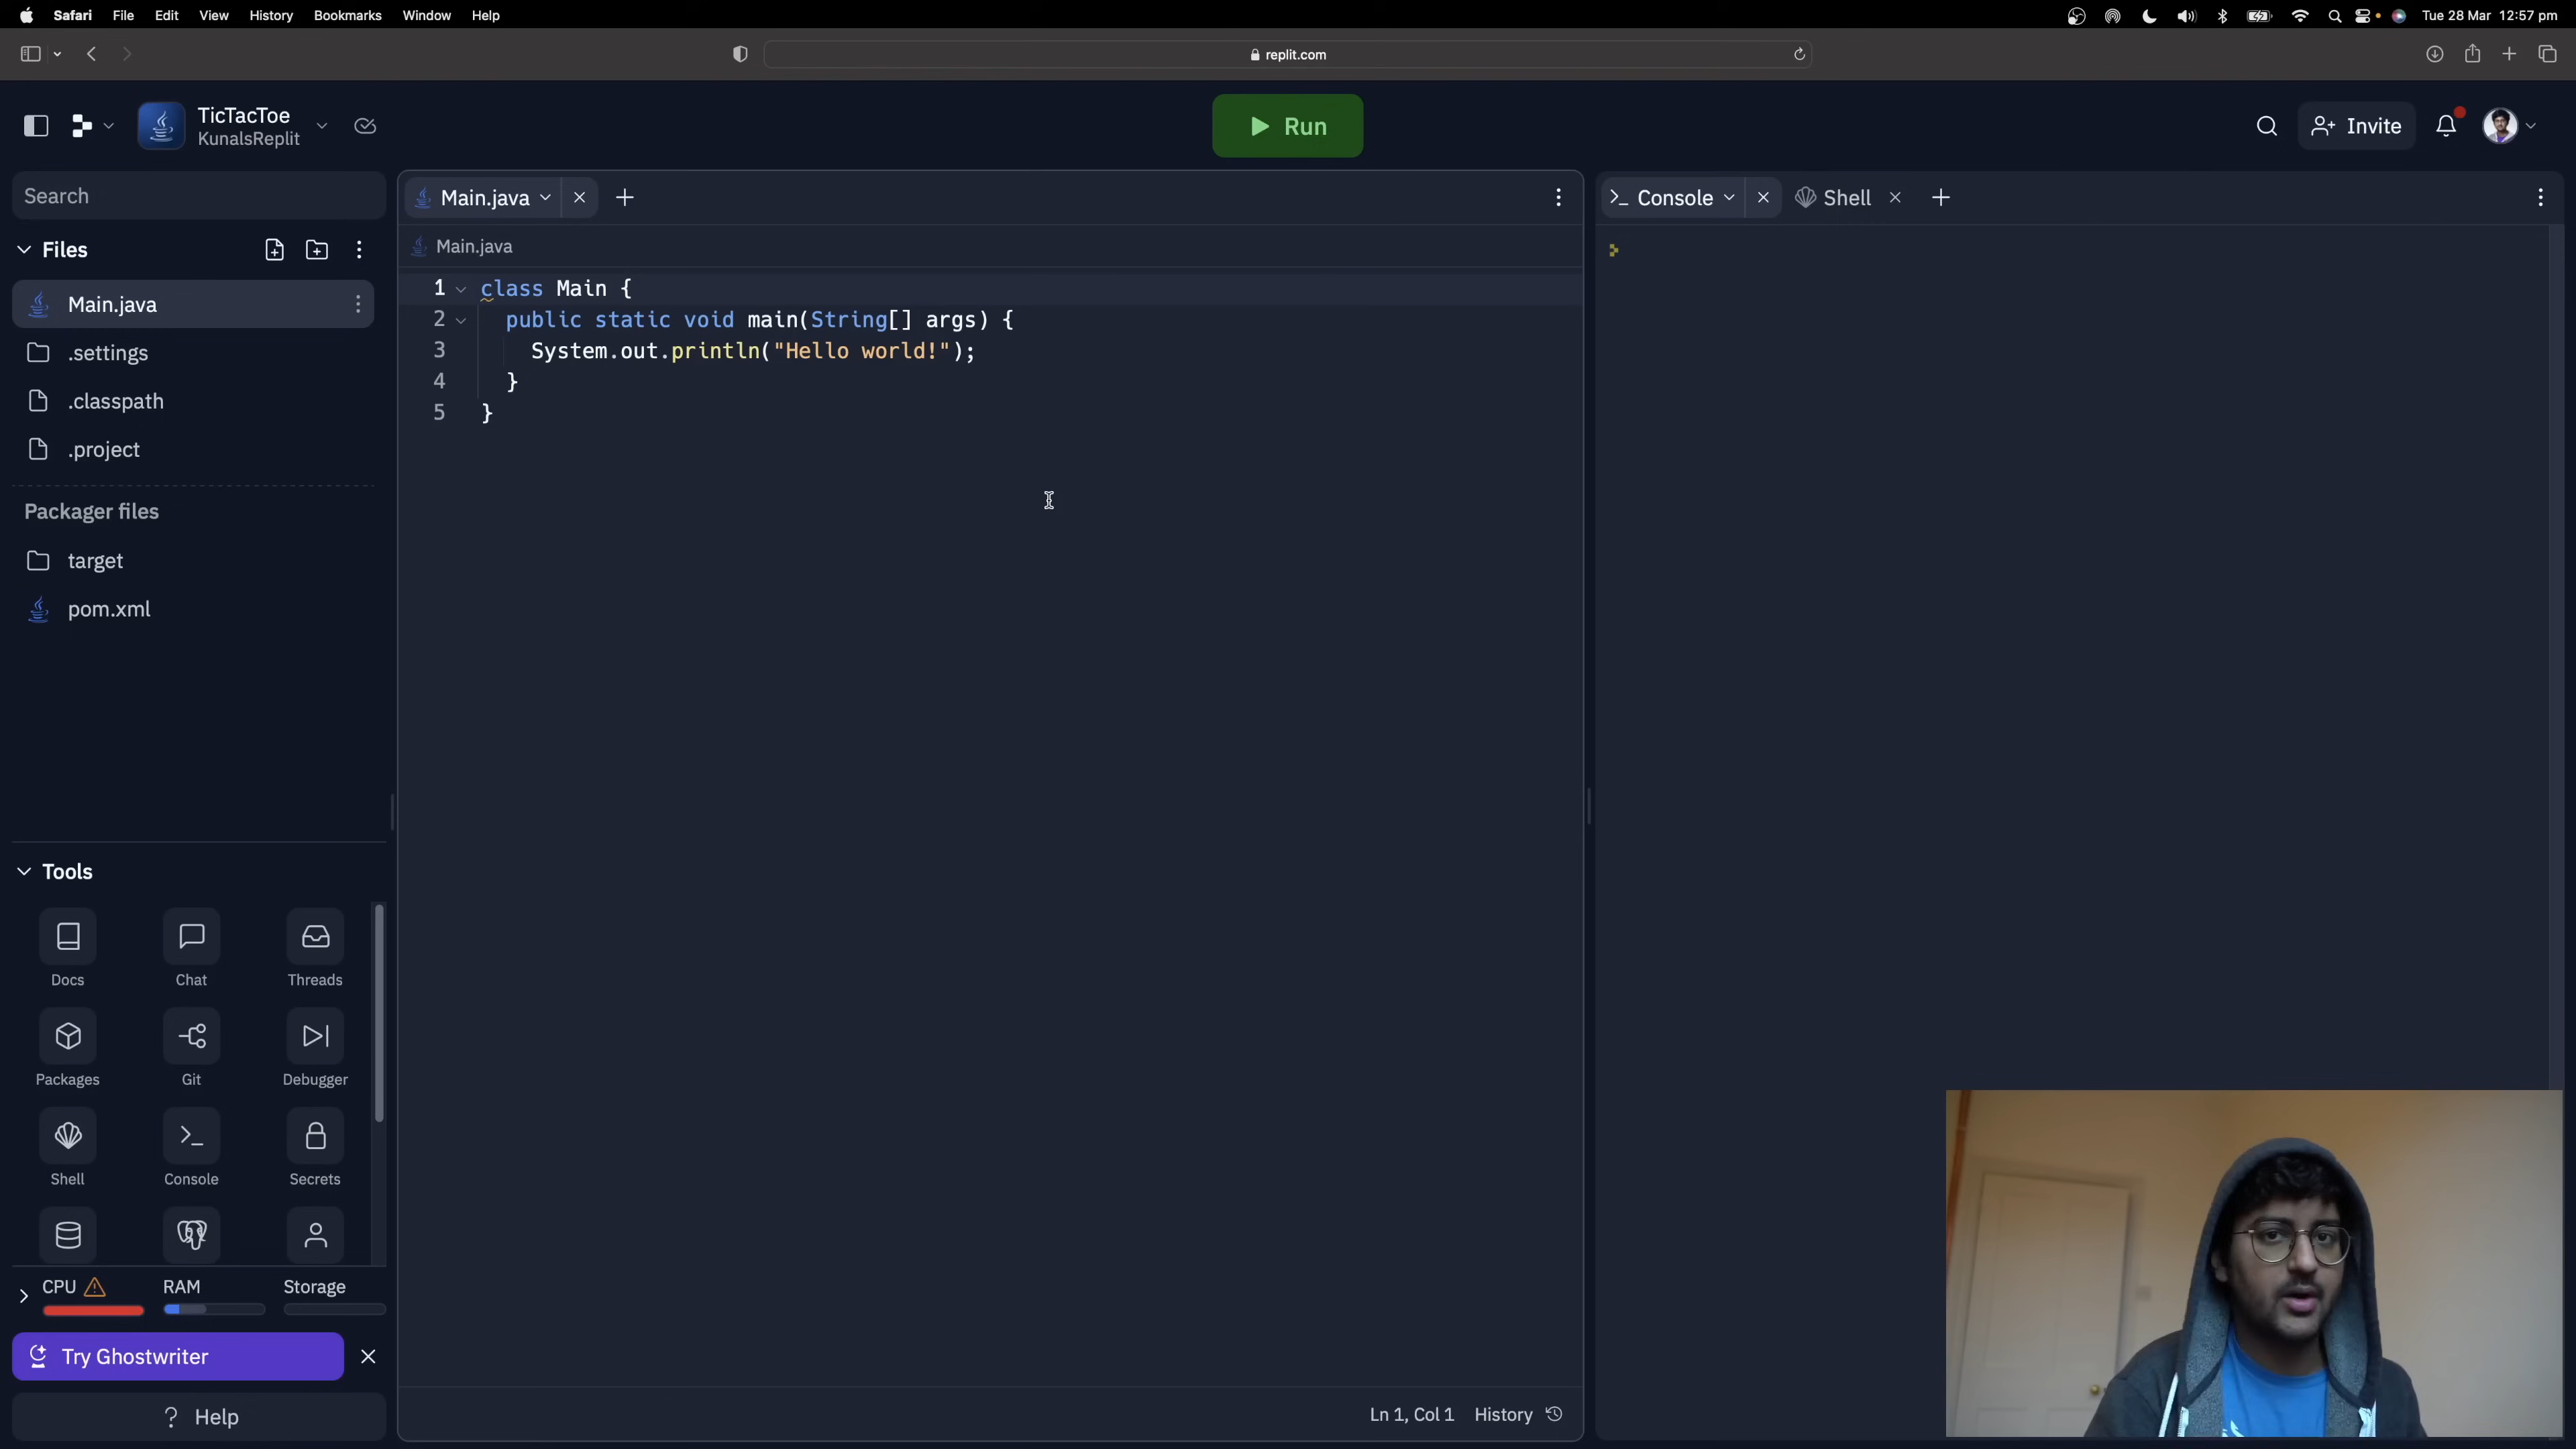 Safari File Edit View History Bookmarks Window Help
Tue 28 Mar 12:57 pm
replit.com
TicTacToe
KunalsReplit
Run
Invite
Search
Files
Main.java
.settings
.classpath
.project
Packager files
target
pom.xml
Tools
Docs Chat Threads
Packages Git Debugger
Shell Console Secrets
CPU RAM Storage
Try Ghostwriter
? Help
Main.java
Main.java
1 class Main {
2 public static void main(String[] args) {
3 System.out.println("Hello world!");
4 }
5 }
Ln 1, Col 1 History
Console Shell